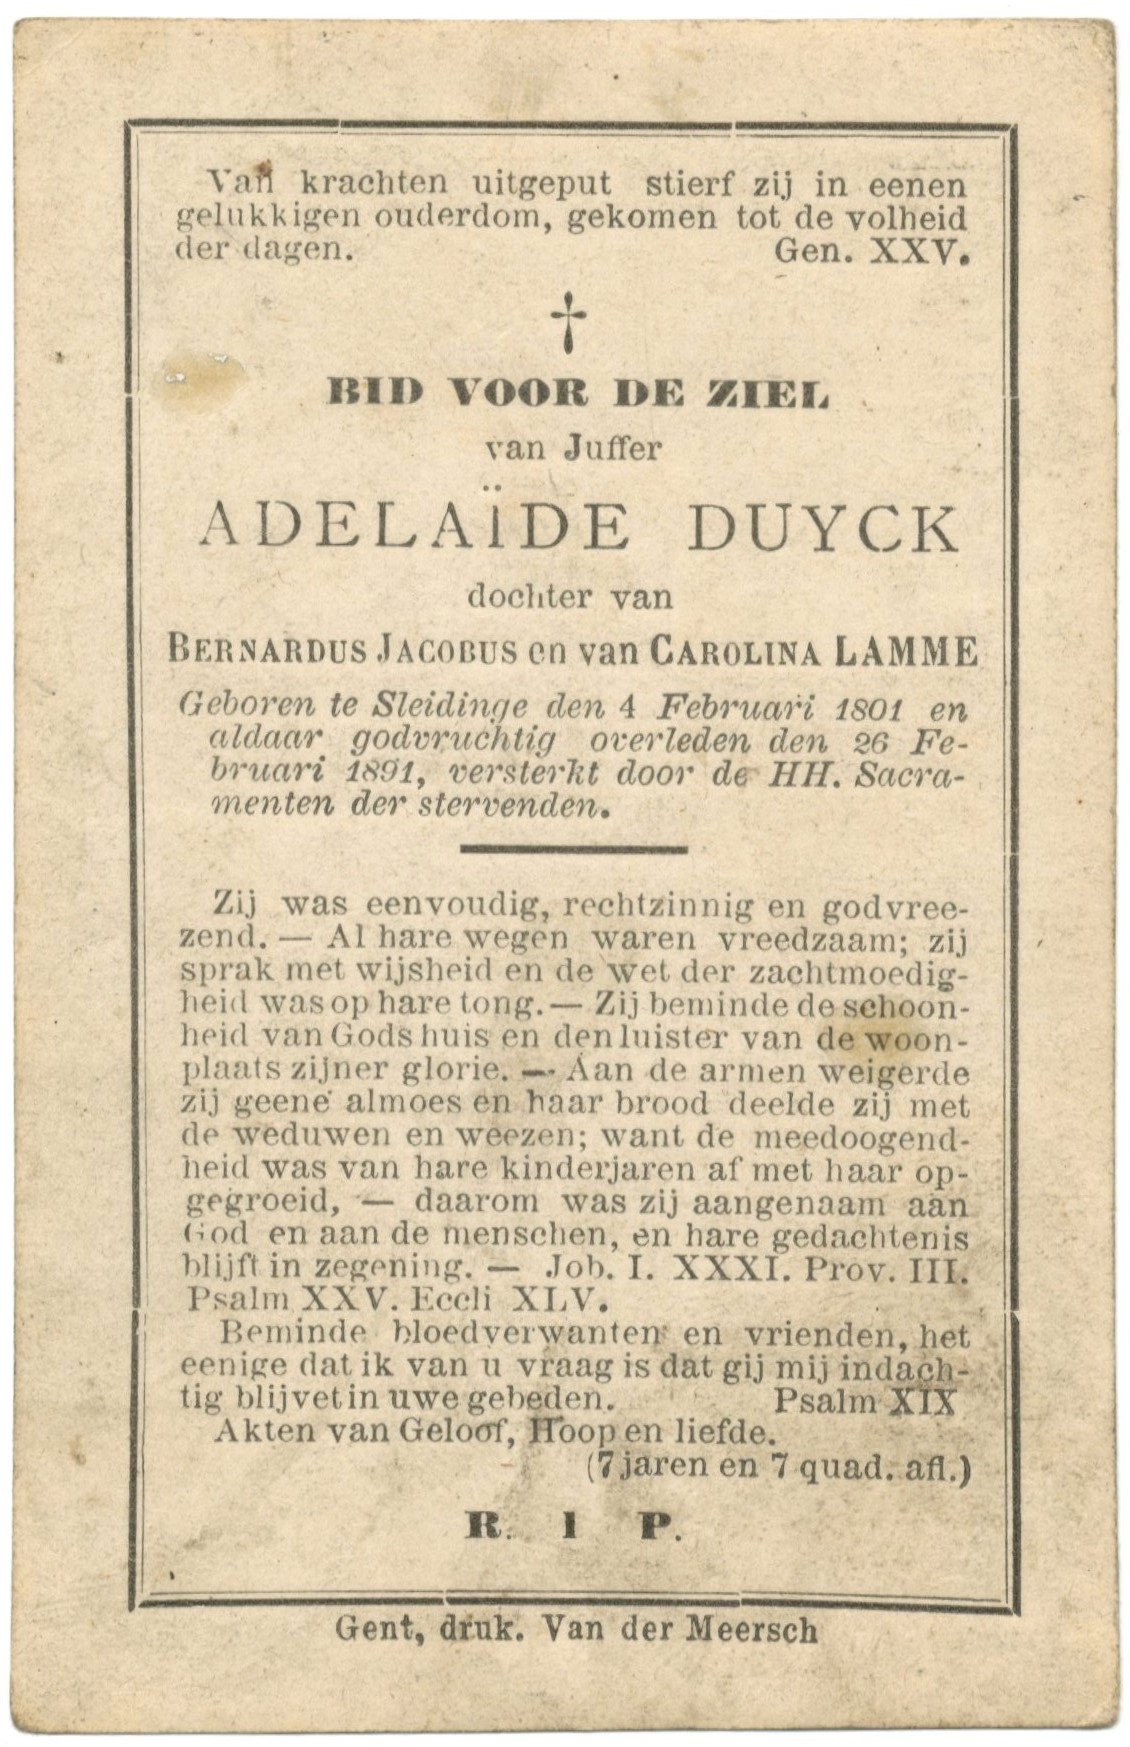 Van krachten uitgeput stierf zij in eenen
gelukkigen ouderdom, gekomen tot de volheid
der dagen. Gen. XXV.
†
BID VOOR DE ZIEL
van Juffer
ADELAÏDE DUYCK
dochter van
BERNARDUS JACOBUS en van CAROLINA LAMME
Geboren te Sleidinge den 4 Februari 1801 en
aldaar godvruchtig overleden den 26 Fe-
bruari 1891, versterkt door de HH. Sacra-
menten der stervenden.
Zij was eenvoudig, rechtzinnig en godvree-
zend. — Al hare wegen waren vreedzaam; zij
sprak met wijsheid en de wet der zachtmoedig-
heid was op hare tong. — Zij beminde de schoon-
heid van Gods huis en den luister van de woon-
plaats zijner glorie. — Aan de armen weigerde
zij geene almoes en haar brood deelde zij met
de weduwen en weezen; want de meedoogend-
heid was van hare kinderjaren af met haar op-
gegroeid, — daarom was zij aangenaam aan
God en aan de menschen, en hare gedachtenis
blijft in zegening. — Job. I. XXXI. Prov. III.
Psalm XXV. Eccli XLV.
Beminde bloedverwanten en vrienden, het
eenige dat ik van u vraag is dat gij mij indach-
tig blijvet in uwe gebeden. Psalm XIX
Akten van Geloof, Hoop en liefde.
(7 jaren en 7 quad. afl.)
R. I P.
Gent, druk. Van der Meersch